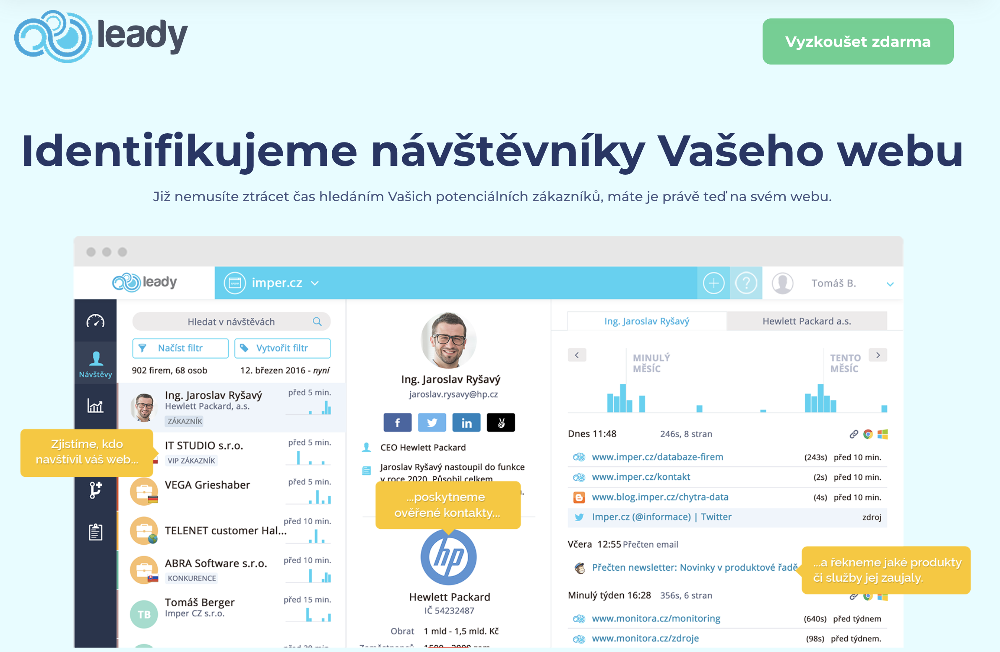 leady
Vyzkoušet zdarma
Identifikujeme návštěvníky Vašeho webu
Již nemusíte ztrácet čas hledáním Vašich potenciálních zákazníků, máte je právě teď na svém webu.
leady
www
imper.cz
?
Tomáš B.
Hledat v návštěvách
Načíst filtr
Vytvořit filtr
902 firem, 68 osob
12. březen 2016 - nyní
Návštěvy
Ing. Jaroslav Ryšavý
před 5 min.
Hewlett Packard, a.s.
ZÁKAZNÍK
Zjistíme, kdo
navštívil váš web...
IT STUDIO s.r.o.
před 5 min.
VIP ZÁKAZNÍK
VEGA Grieshaber
před 5 min.
TELENET customer Hal...
před 10 min.
ABRA Software s.r.o.
před 10 min.
KONKURENCE
TB
Tomáš Berger
před 15 min.
Imper CZ s.r.o.
Ing. Jaroslav Ryšavý
jaroslav.rysavy@hp.cz
f
in
CEO Hewlett Packard
Jaroslav Ryšavý nastoupil do funkce
v roce 2020. Působil celkem
...poskytneme
ověřené kontakty...
hp
Hewlett Packard
IČ 54232487
Obrat 1 mld - 1,5 mld. Kč
Ing. Jaroslav Ryšavý
Hewlett Packard a.s.
MINULÝ
MĚSÍC
TENTO
MĚSÍC
Dnes 11:48 246s, 8 stran
www.imper.cz/databaze-firem (243s) před 10 min.
www.imper.cz/kontakt (2s) před 10 min.
www.blog.imper.cz/chytra-data (4s) před 10 min.
Imper.cz (@informace) | Twitter zdroj
Včera 12:55 Přečten email
Přečten newsletter: Novinky v produktové řadě
...a řekneme jaké produkty
či služby jej zaujaly.
Minulý týden 16:28 356s, 6 stran
www.monitora.cz/monitoring (640s) před týdnem
www.monitora.cz/zdroje (98s) před týdnem.